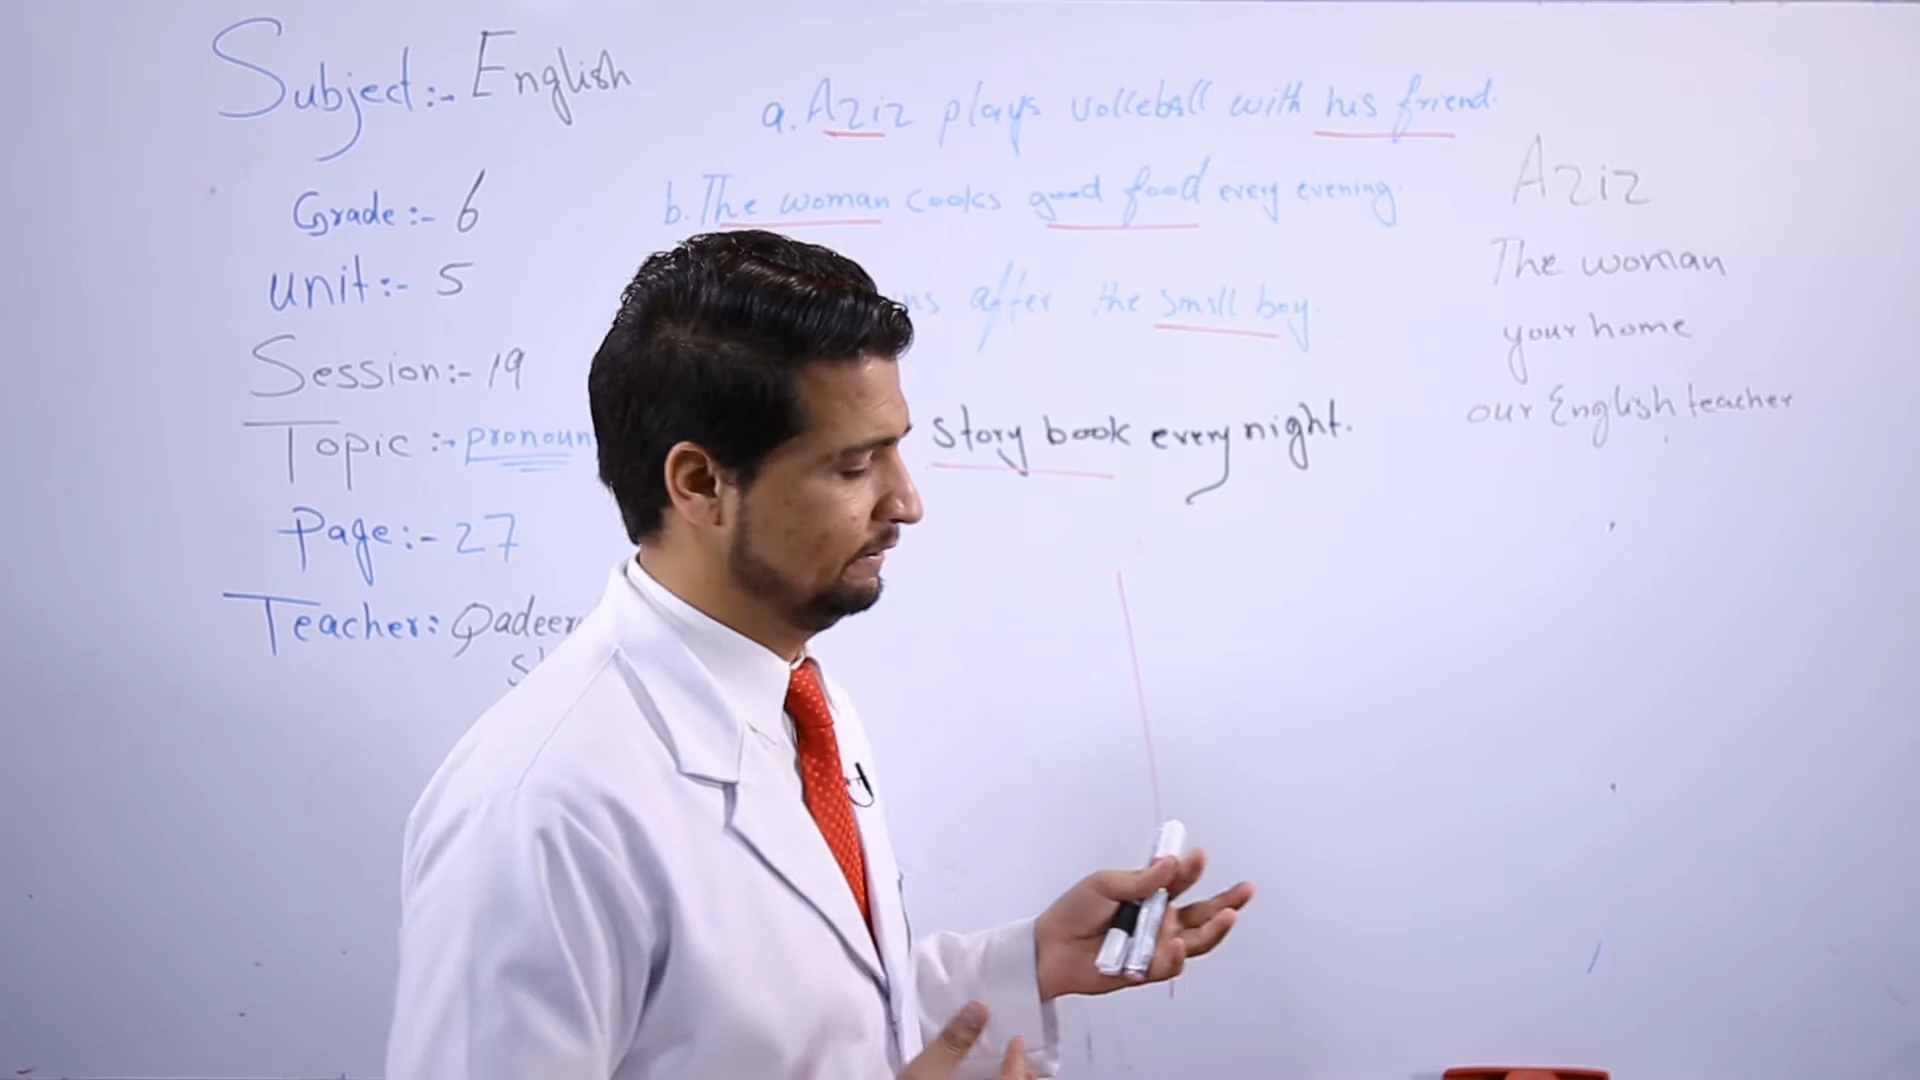 Subject:- English
Grade:- 6
unit:- 5
Session:- 19
Topic:- pronoun
Page:- 27
Teacher: Qadeer
a. Aziz plays volleball with his friend.
b. The woman cooks good food every evening.
after the small boy.
story book every night.
Aziz
The woman
your home
our English teacher